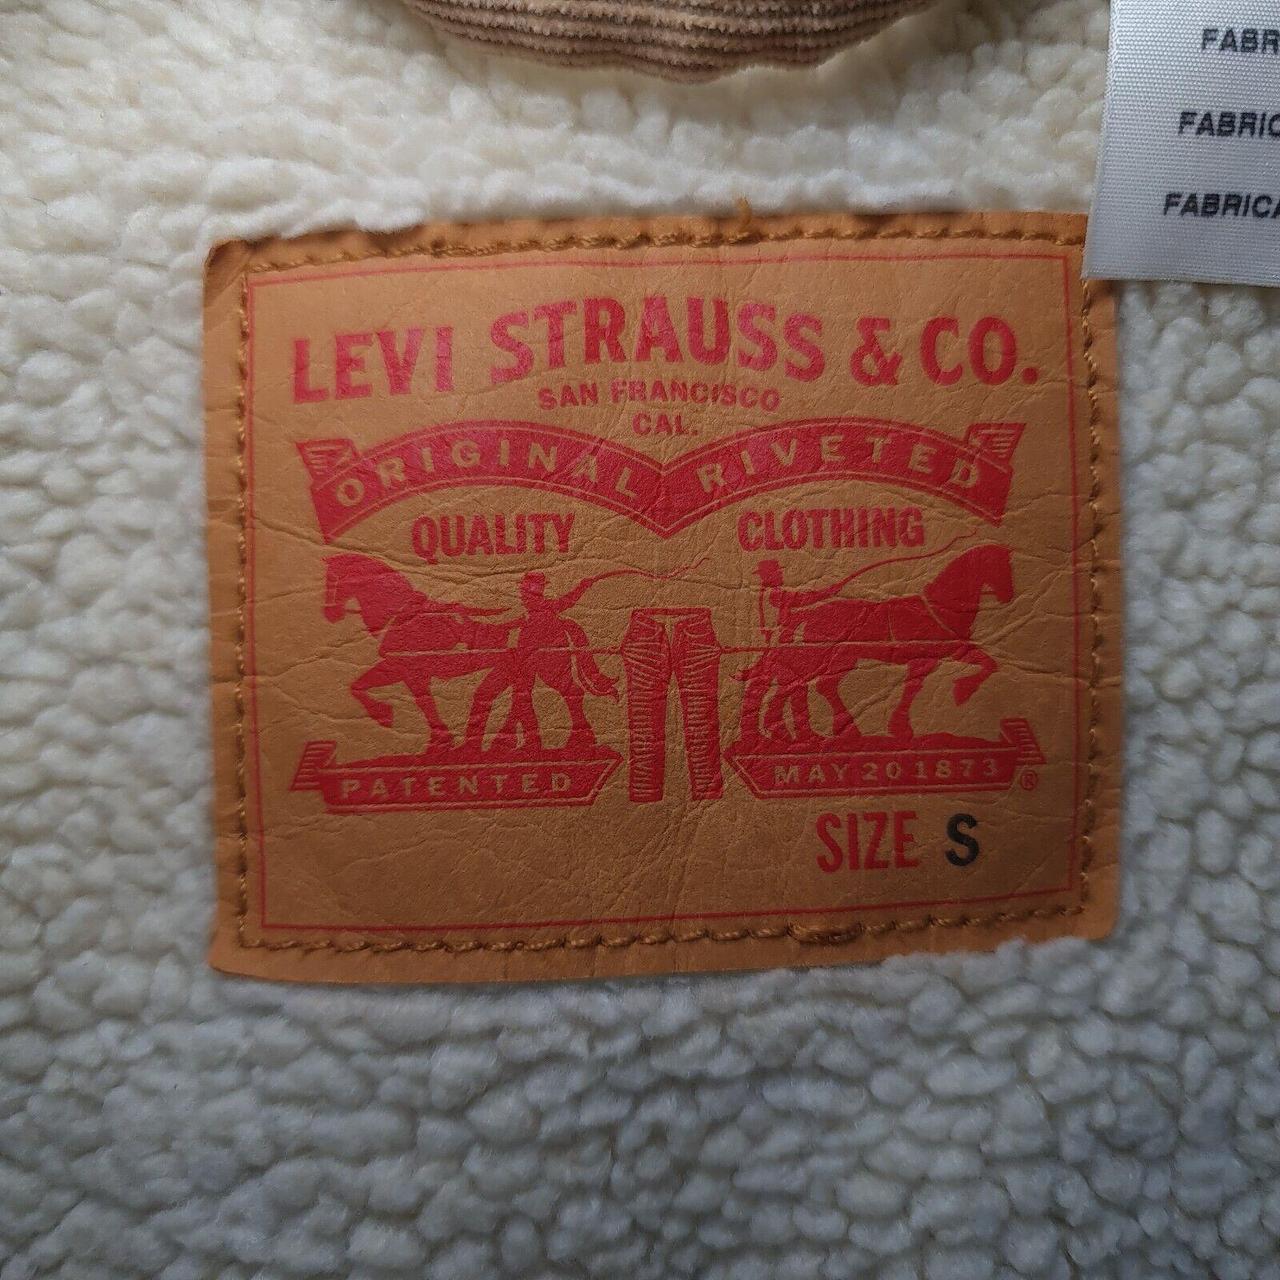 LEVI STRAUSS & CO.
SAN FRANCISCO
CAL.
ORIGINAL RIVETED
QUALITY CLOTHING
PATENTED MAY 20 1873 ®
SIZE S
FABR
FABRIC
FABRICA